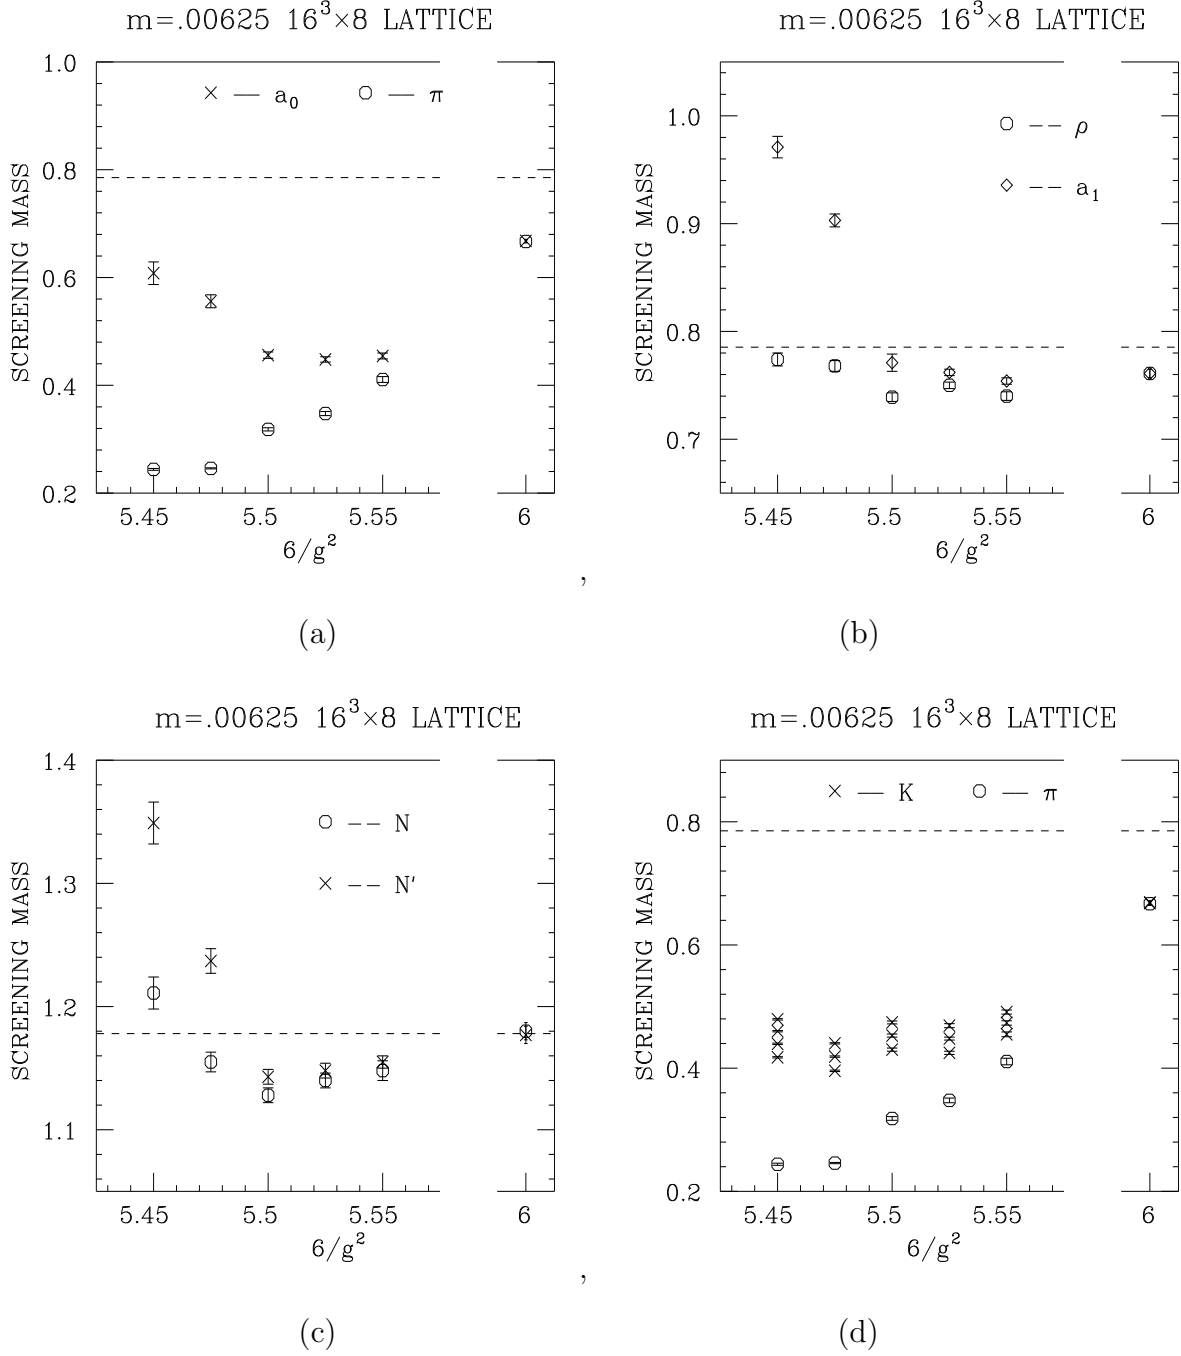 m=.00625 16³×8 LATTICE
SCREENING MASS
1.0
0.8
0.6
0.4
0.2
× — a₀ ○ — π
5.45 5.5 5.55 6
6/g²
,
(a)
m=.00625 16³×8 LATTICE
SCREENING MASS
1.0
0.9
0.8
0.7
○ –– ρ
◇ –– a₁
5.45 5.5 5.55 6
6/g²
(b)
m=.00625 16³×8 LATTICE
SCREENING MASS
1.4
1.3
1.2
1.1
○ –– N
× –– N'
5.45 5.5 5.55 6
6/g²
,
(c)
m=.00625 16³×8 LATTICE
SCREENING MASS
0.8
0.6
0.4
0.2
× — K ○ — π
5.45 5.5 5.55 6
6/g²
(d)